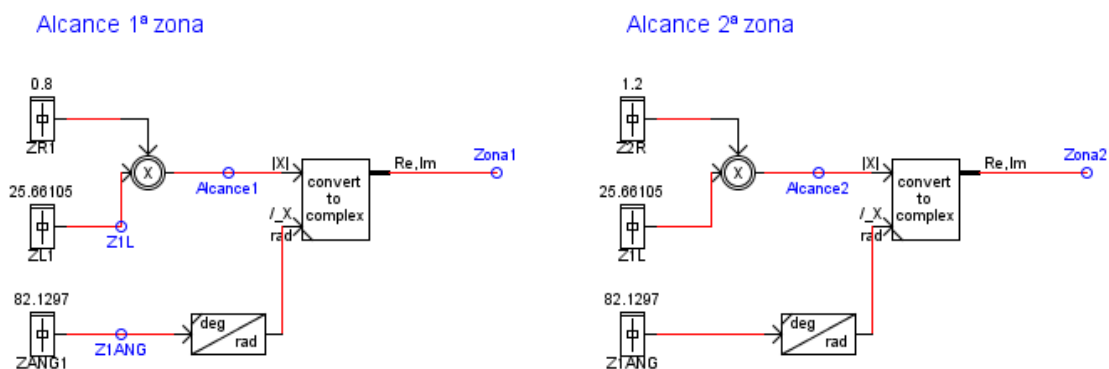 Alcance 1ª zona
0.8
ZR1
X
Alcance1
|X|
Re,Im
Zona1
convert
to
complex
25.66105
ZL1
Z1L
/_X
rad
82.1297
ZANG1
Z1ANG
deg
rad
Alcance 2ª zona
1.2
Z2R
X
Alcance2
|X|
Re,Im
Zona2
convert
to
complex
25.66105
Z1L
/_X
rad
82.1297
Z1ANG
deg
rad